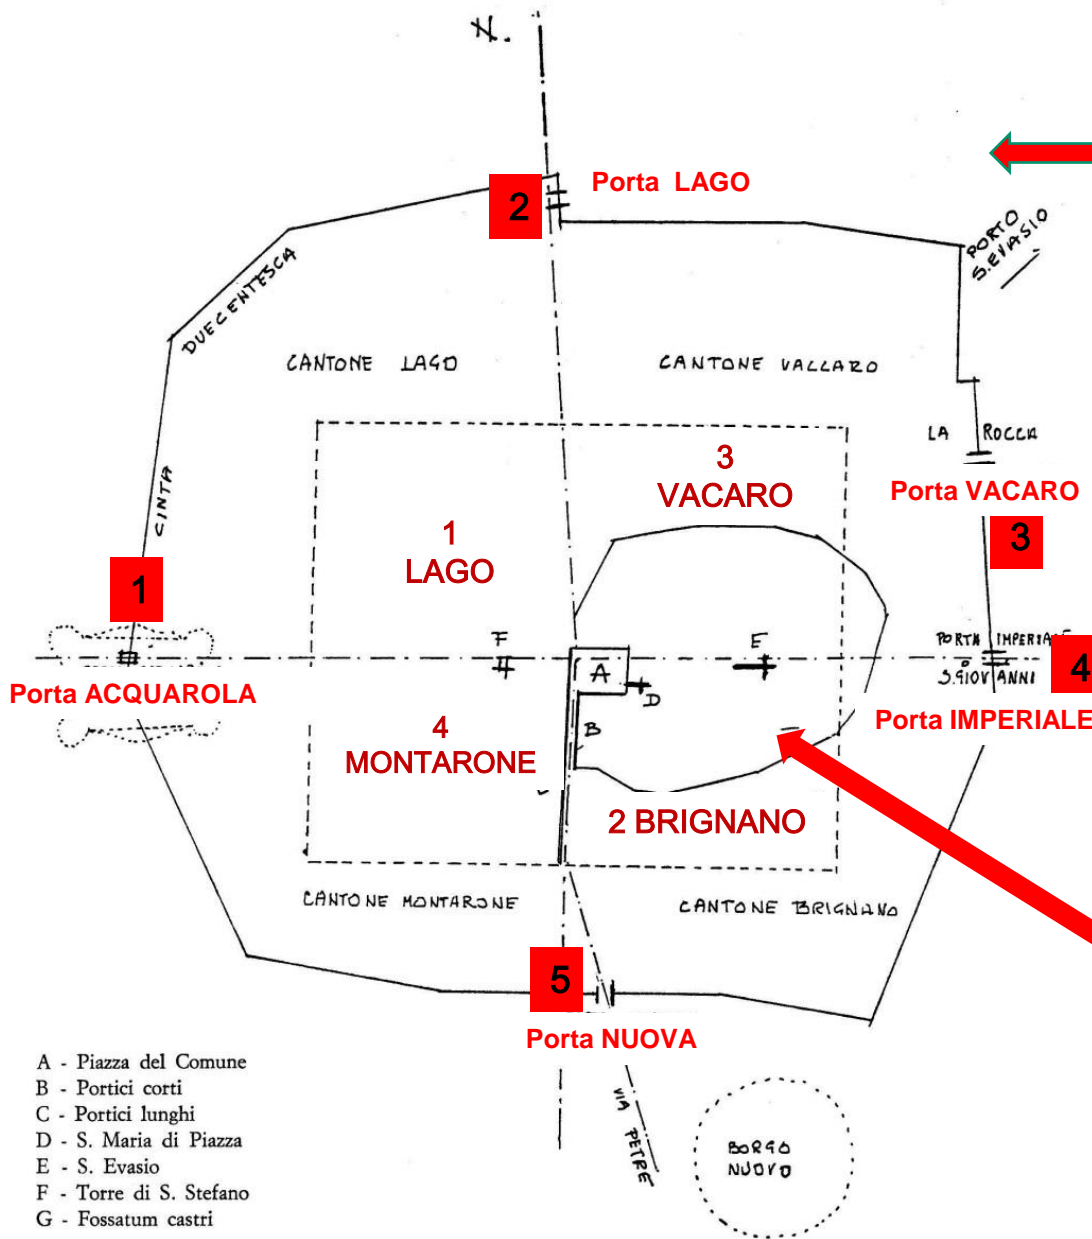 N.
2
Porta LAGO
PORTO
S. EVASIO
DUECENTESCA
CANTONE LAGO
CANTONE VALLARO
LA ROCCA
3
VACARO
Porta VACARO
CINTA
1
LAGO
3
1
F
E
PORTA IMPERIALE
S. GIOVANNI
4
A
D
Porta ACQUAROLA
Porta IMPERIALE
B
4
MONTARONE
2 BRIGNANO
CANTONE MONTARONE
CANTONE BRIGNANO
5
Porta NUOVA
A - Piazza del Comune
B - Portici corti
C - Portici lunghi
D - S. Maria di Piazza
E - S. Evasio
F - Torre di S. Stefano
G - Fossatum castri
VIA PETRE
BORGO
NUOVO